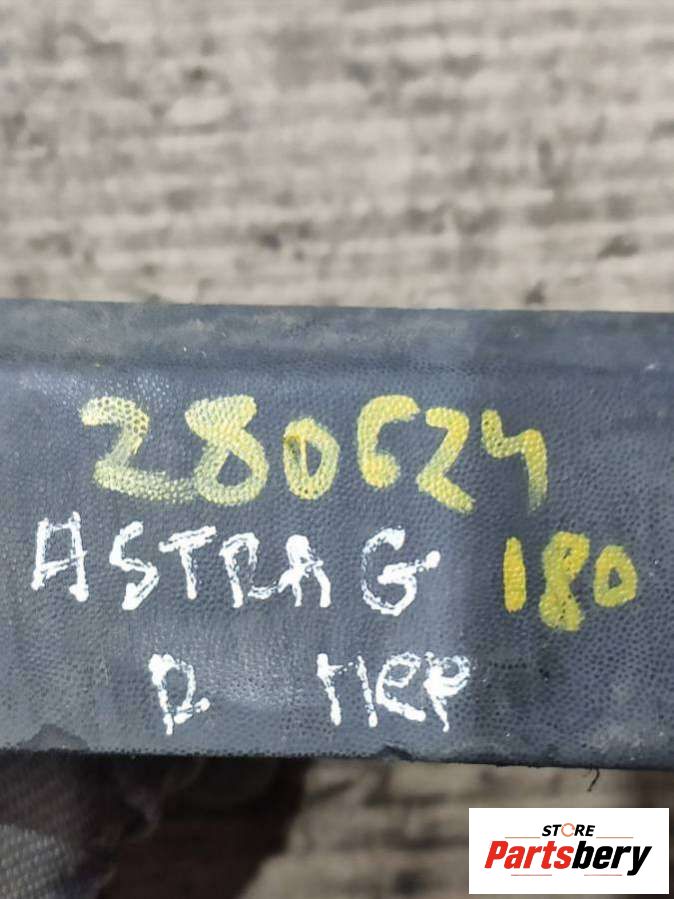 280624
ASTRA G 180
R ПЕР
STORE
Partsbery